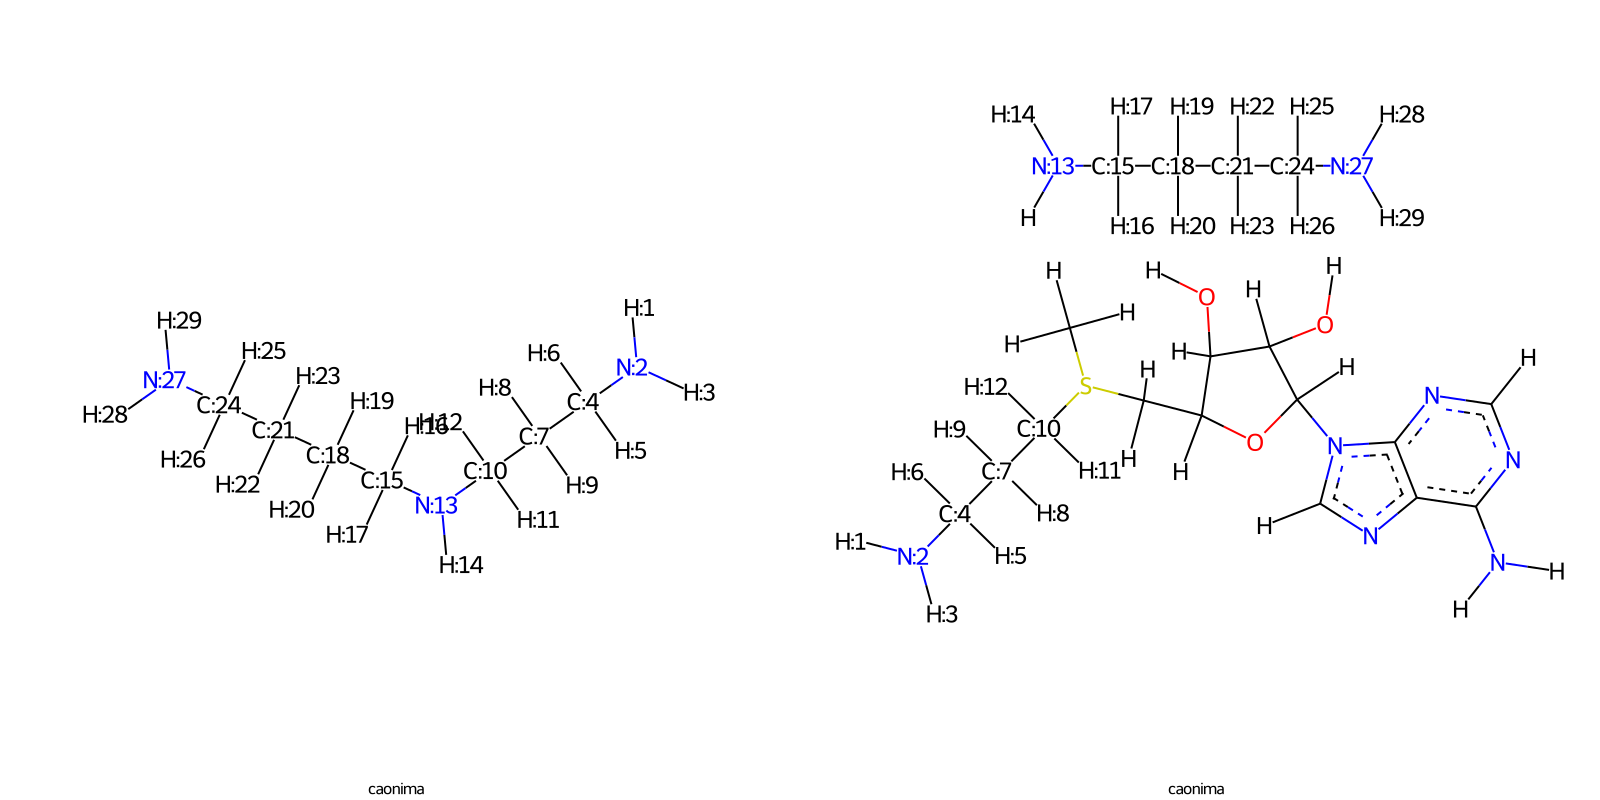 H:14 H:17 H:19 H:22 H:25 H:28
N:13 C:15 C:18 C:21 C:24 N:27
H H:16 H:20 H:23 H:26 H:29
H:29 H:25 H:23 H:19 H:16 H:12 H:8 H:6 H:1
N:27 C:24 C:21 C:18 C:15 N:13 C:10 C:7 C:4 N:2 H:3
H:28 H:26 H:22 H:20 H:17 H:14 H:11 H:9 H:5
H H H H O H H O
H H H
S H H
H:12 C:10 H:11 H H O
H:9 C:7 H:8
H:6 C:4 H:5
H:1 N:2 H:3
N N H
N N H
H N H
H
caonima
caonima